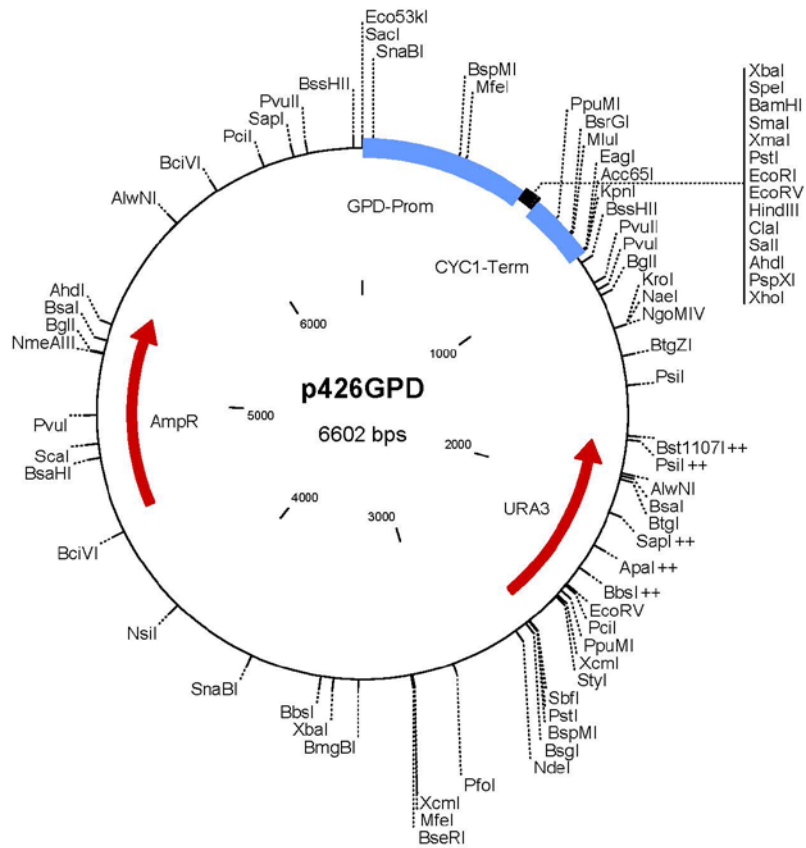 Eco53kI
SacI
SnaBI
BspMI
MfeI
PpuMI
BsrGI
MluI
EagI
Acc65I
KpnI
BssHII
PvuII
PvuI
BglI
KroI
NaeI
NgoMIV
BtgZI
PsiI
Bst1107I++
PsiI++
AlwNI
BsaI
BtgI
SapI++
ApaI++
BbsI++
EcoRV
PciI
PpuMI
XcmI
StyI
SbfI
PstI
BspMI
BsgI
NdeI
PfoI
XcmI
MfeI
BseRI
BmgBI
XbaI
BbsI
SnaBI
NsiI
BciVI
BsaHI
ScaI
PvuI
NmeAIII
BglI
BsaI
AhdI
AlwNI
BciVI
PciI
SapI
PvuII
BssHII
XbaI
SpeI
BamHI
SmaI
XmaI
PstI
EcoRI
EcoRV
HindIII
ClaI
SalI
AhdI
PspXI
XhoI
GPD-Prom
CYC1-Term
URA3
AmpR
1000
2000
3000
4000
5000
6000
p426GPD
6602 bps